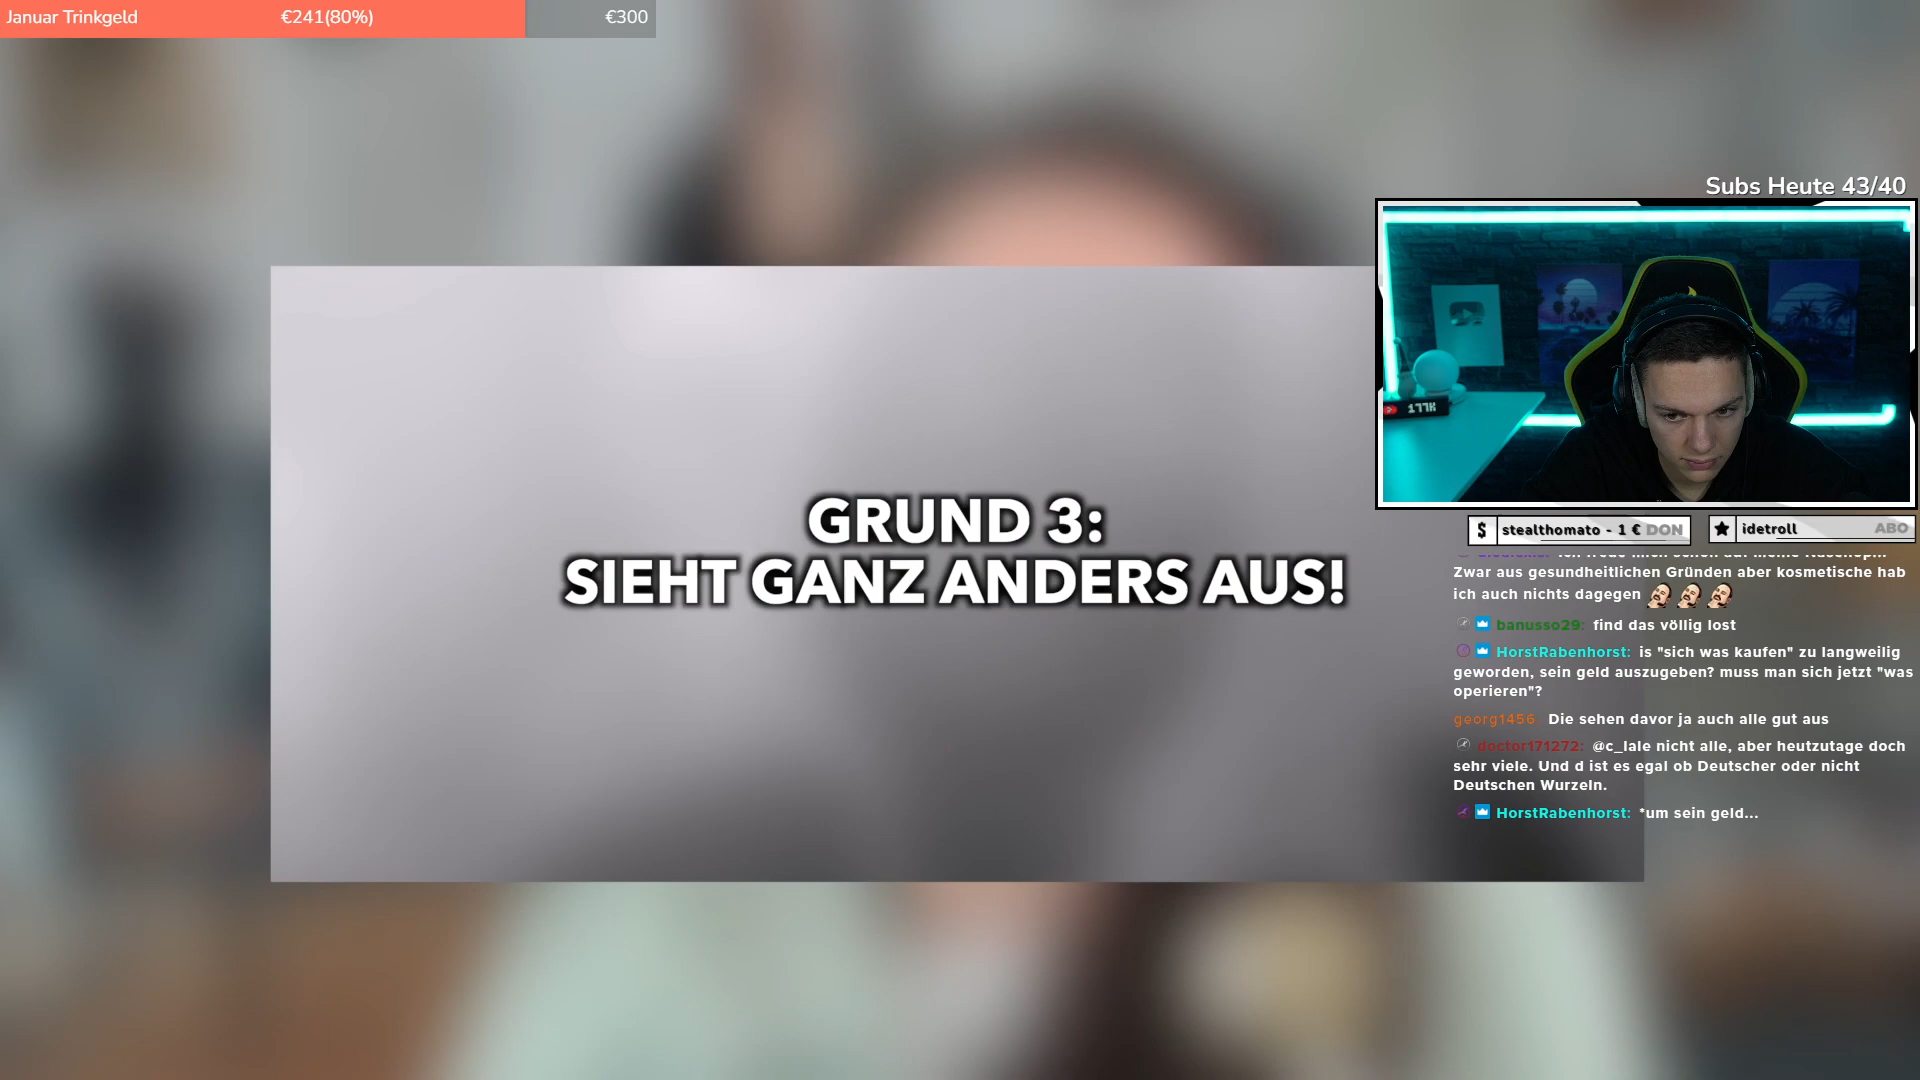 Januar Trinkgeld €241(80%) €300
Subs Heute 43/40
177K
GRUND 3:
SIEHT GANZ ANDERS AUS!
$ stealthomato - 1 € DON
idetroll ABO
Zwar aus gesundheitlichen Gründen aber kosmetische hab
ich auch nichts dagegen
banusso29: find das völlig lost
HorstRabenhorst: is "sich was kaufen" zu langweilig
geworden, sein geld auszugeben? muss man sich jetzt "was
operieren"?
georg1456: Die sehen davor ja auch alle gut aus
doctor171272: @c_lale nicht alle, aber heutzutage doch
sehr viele. Und d ist es egal ob Deutscher oder nicht
Deutschen Wurzeln.
HorstRabenhorst: *um sein geld...